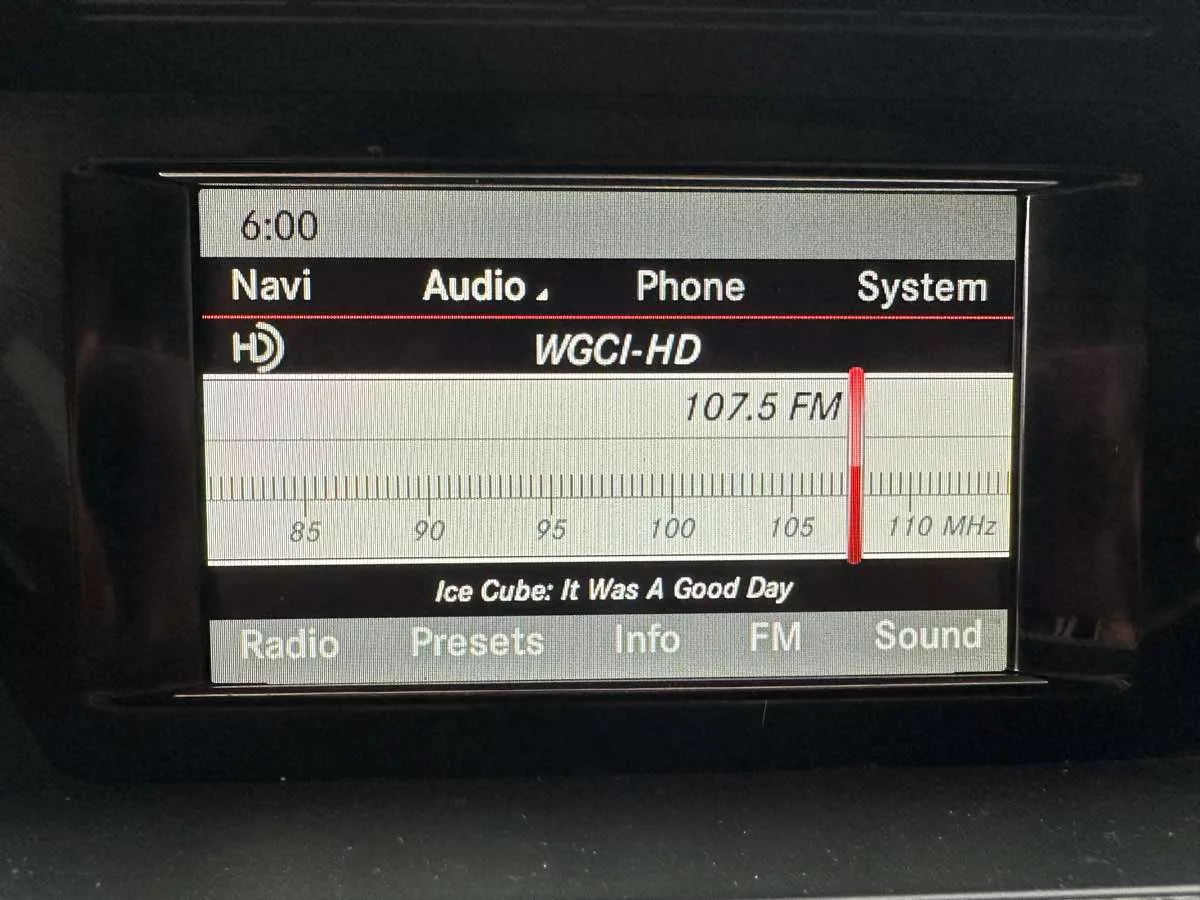 6:00
Navi Audio Phone System
HD WGCI-HD
107.5 FM
85 90 95 100 105 110 MHz
Ice Cube: It Was A Good Day
Radio Presets Info FM Sound